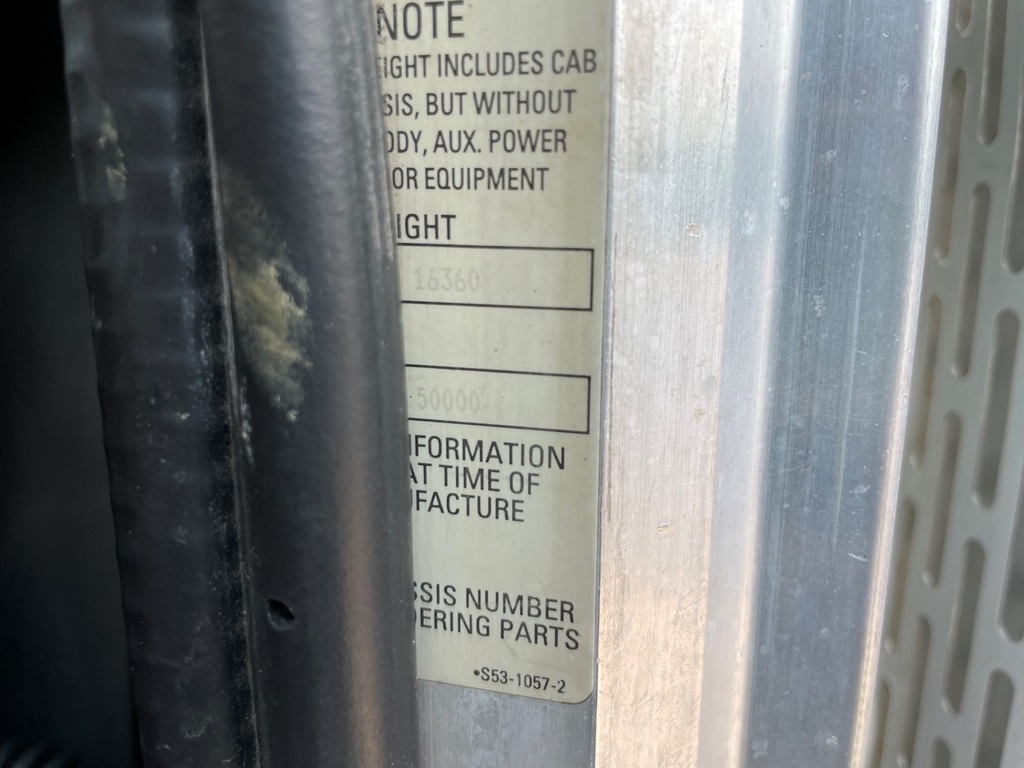 NOTE
IGHT INCLUDES CAB
SIS, BUT WITHOUT
ODY, AUX. POWER
OR EQUIPMENT
IGHT
16360
50000
FORMATION
AT TIME OF
UFACTURE
SSIS NUMBER
DERING PARTS
•S53-1057-2